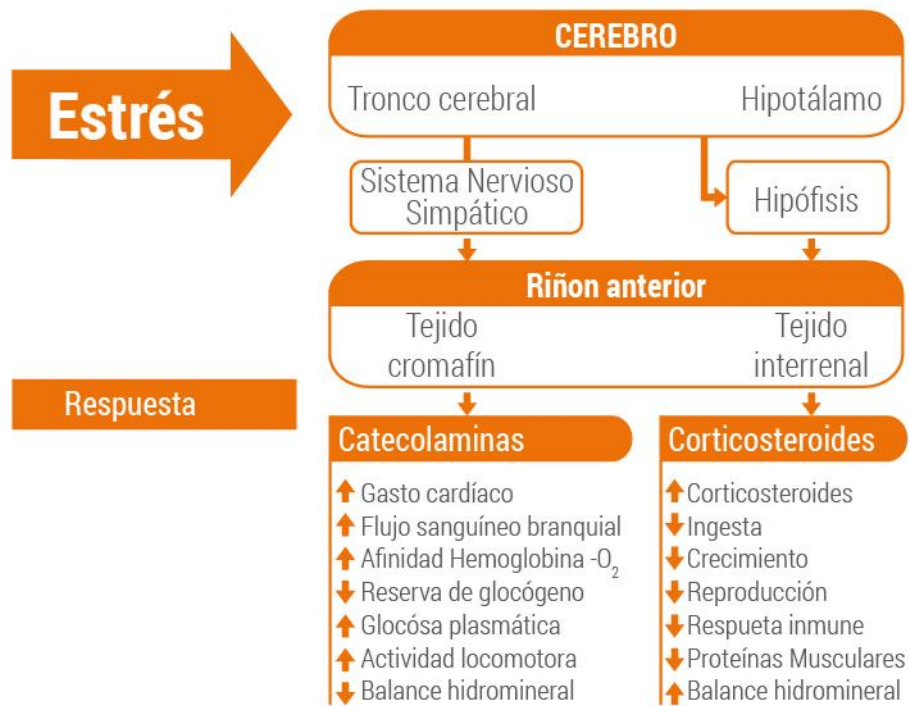 Estrés
CEREBRO
Tronco cerebral
Hipotálamo
Sistema Nervioso
Simpático
Hipófisis
Riñon anterior
Tejido
cromafín
Tejido
interrenal
Respuesta
Catecolaminas
Gasto cardíaco
Flujo sanguíneo branquial
Afinidad Hemoglobina -O₂
Reserva de glocógeno
Glocósa plasmática
Actividad locomotora
Balance hidromineral
Corticosteroides
Corticosteroides
Ingesta
Crecimiento
Reproducción
Respueta inmune
Proteínas Musculares
Balance hidromineral